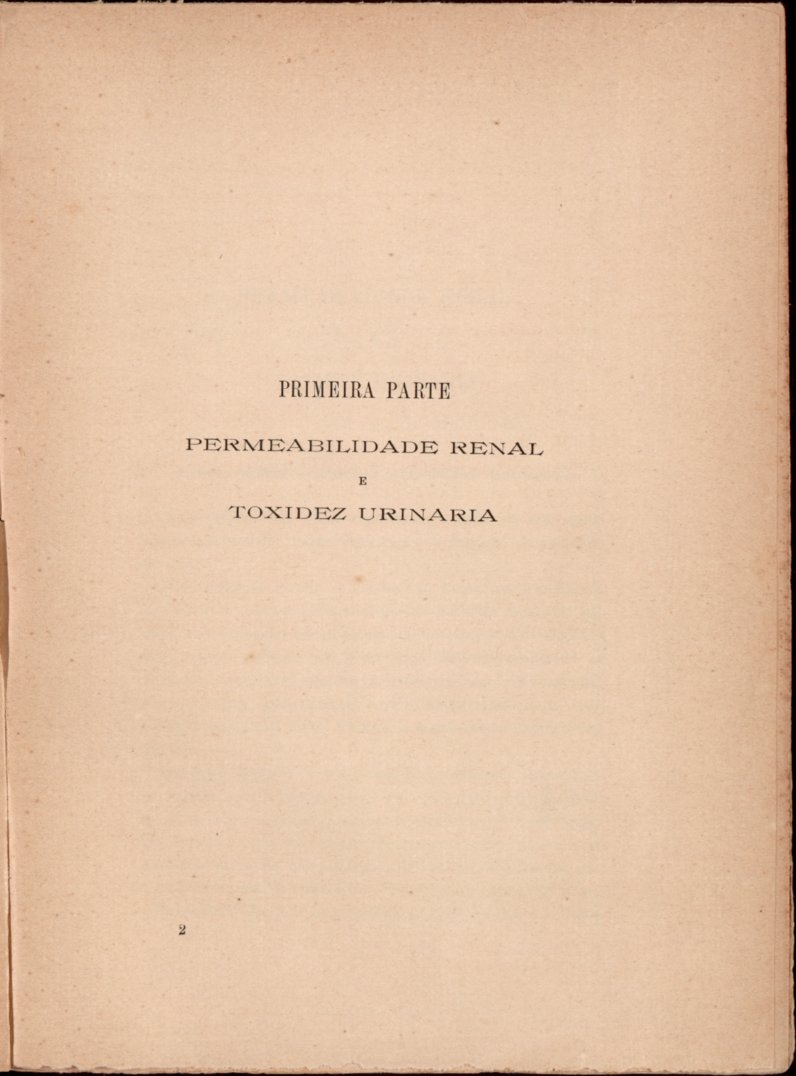 PRIMEIRA PARTE
PERMEABILIDADE RENAL
E
TOXIDEZ URINARIA
2